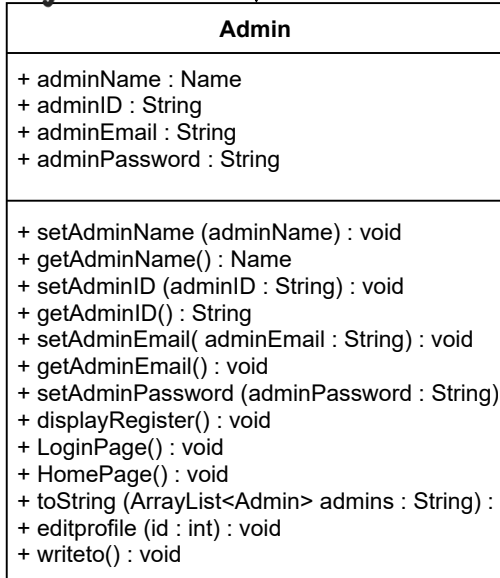 Admin
+ adminName : Name
+ adminID : String
+ adminEmail : String
+ adminPassword : String
+ setAdminName (adminName) : void
+ getAdminName() : Name
+ setAdminID (adminID : String) : void
+ getAdminID() : String
+ setAdminEmail( adminEmail : String) : void
+ getAdminEmail() : void
+ setAdminPassword (adminPassword : String)
+ displayRegister() : void
+ LoginPage() : void
+ HomePage() : void
+ toString (ArrayList<Admin> admins : String) :
+ editprofile (id : int) : void
+ writeto() : void